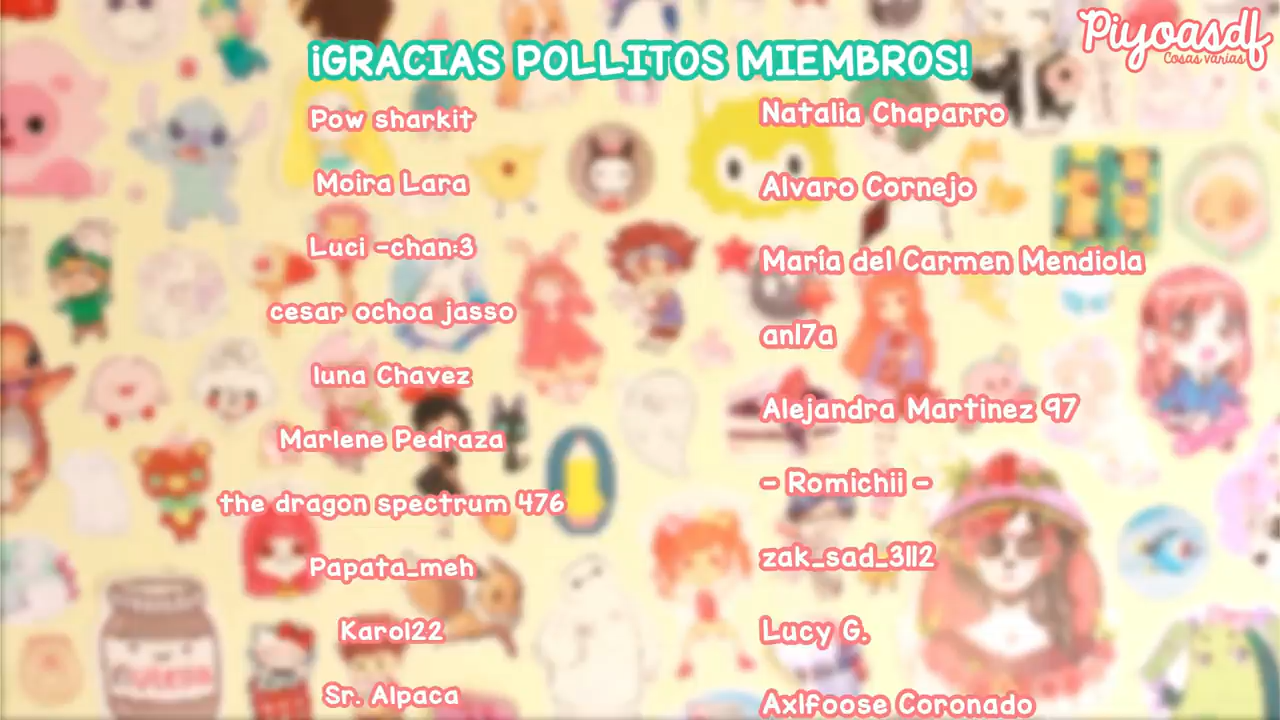 Piyoasdf
Cosas varias
¡GRACIAS POLLITOS MIEMBROS!
Pow sharkit
Moira Lara
Luci -chan:3
cesar ochoa jasso
luna Chavez
Marlene Pedraza
the dragon spectrum 476
Papata_meh
Karol22
Sr. Alpaca
Natalia Chaparro
Alvaro Cornejo
María del Carmen Mendiola
anl7a
Alejandra Martinez 97
- Romichii -
zak_sad_3112
Lucy G.
Axlfoose Coronado